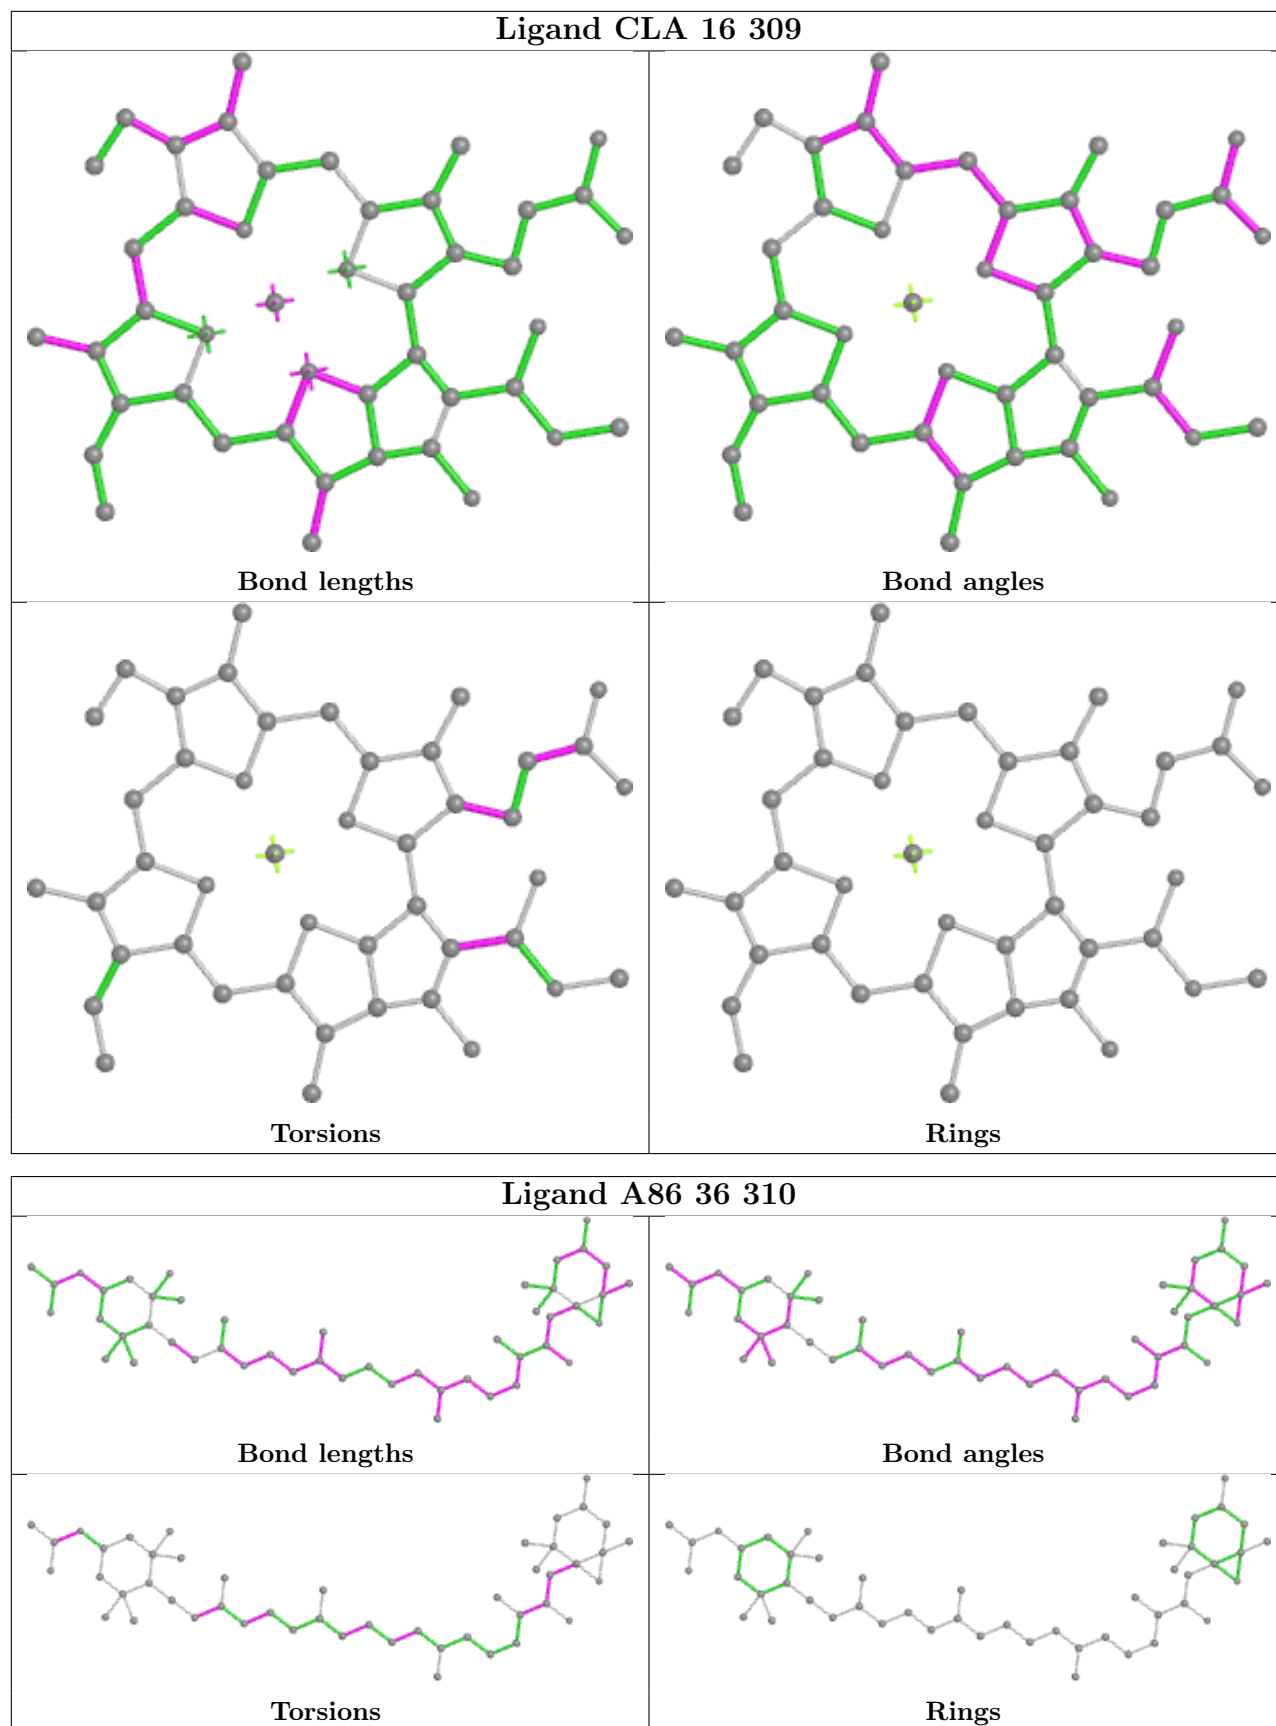 Ligand CLA 16 309
Bond lengths
Bond angles
Torsions
Rings
Ligand A86 36 310
Bond lengths
Bond angles
Torsions
Rings